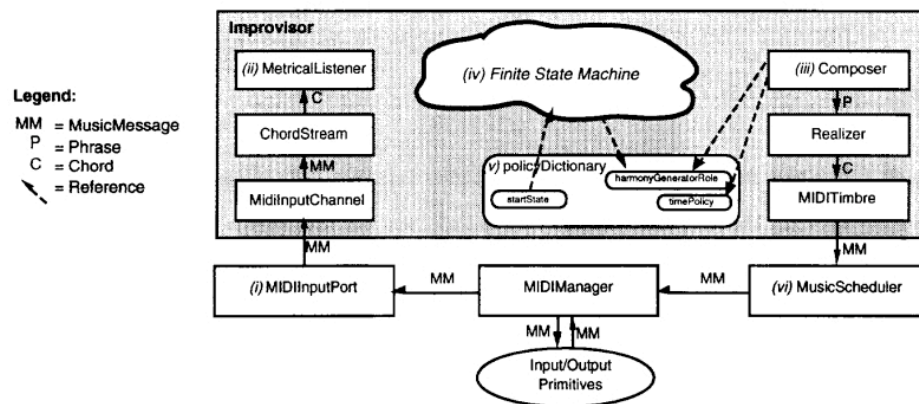 Improvisor
(ii) MetricalListener
(iv) Finite State Machine
(iii) Composer
Legend:
MM = MusicMessage
P = Phrase
C = Chord
= Reference
C
P
ChordStream
Realizer
MM
C
(v) policyDictionary
harmonyGeneratorRole
startState
timePolicy
MidiInputChannel
MIDITimbre
MM
MM
(i) MIDIInputPort
MM
MIDIManager
MM
(vi) MusicScheduler
MM
MM
Input/Output
Primitives